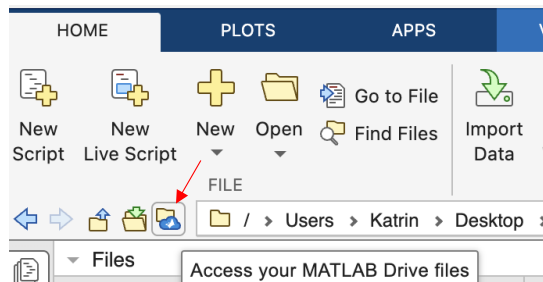 HOME PLOTS APPS
New Script
New Live Script
New
Open
Go to File
Find Files
Import Data
FILE
/ > Users > Katrin > Desktop
Files
Access your MATLAB Drive files